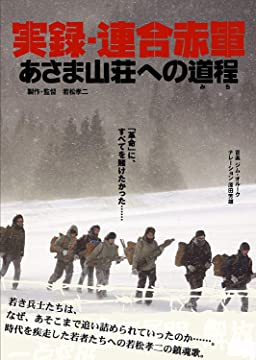 実録・連合赤軍
あさま山荘への道程
みち
製作・監督 若松孝二
「革命」に、
すべてを賭けたかった……
音楽 ジム・オルーク
ナレーション 原田芳雄
若き兵士たちは、
なぜ、あそこまで追い詰められていったのか……。
時代を疾走した若者たちへの若松孝二の鎮魂歌。